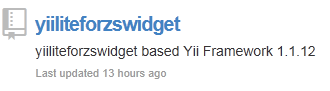 yiiliteforzswidget
yiiliteforzswidget based Yii Framework 1.1.12
Last updated 13 hours ago